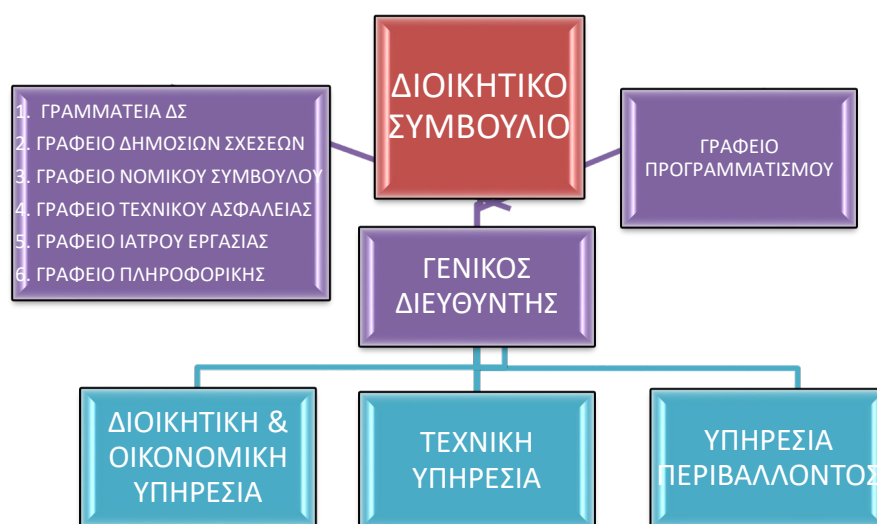 ΔΙΟΙΚΗΤΙΚΟ
ΣΥΜΒΟΥΛΙΟ
1. ΓΡΑΜΜΑΤΕΙΑ ΔΣ
2. ΓΡΑΦΕΙΟ ΔΗΜΟΣΙΩΝ ΣΧΕΣΕΩΝ
3. ΓΡΑΦΕΙΟ ΝΟΜΙΚΟΥ ΣΥΜΒΟΥΛΟΥ
4. ΓΡΑΦΕΙΟ ΤΕΧΝΙΚΟΥ ΑΣΦΑΛΕΙΑΣ
5. ΓΡΑΦΕΙΟ ΙΑΤΡΟΥ ΕΡΓΑΣΙΑΣ
6. ΓΡΑΦΕΙΟ ΠΛΗΡΟΦΟΡΙΚΗΣ
ΓΡΑΦΕΙΟ
ΠΡΟΓΡΑΜΜΑΤΙΣΜΟΥ
ΓΕΝΙΚΟΣ
ΔΙΕΥΘΥΝΤΗΣ
ΔΙΟΙΚΗΤΙΚΗ &
ΟΙΚΟΝΟΜΙΚΗ
ΥΠΗΡΕΣΙΑ
ΤΕΧΝΙΚΗ
ΥΠΗΡΕΣΙΑ
ΥΠΗΡΕΣΙΑ
ΠΕΡΙΒΑΛΛΟΝΤΟΣ